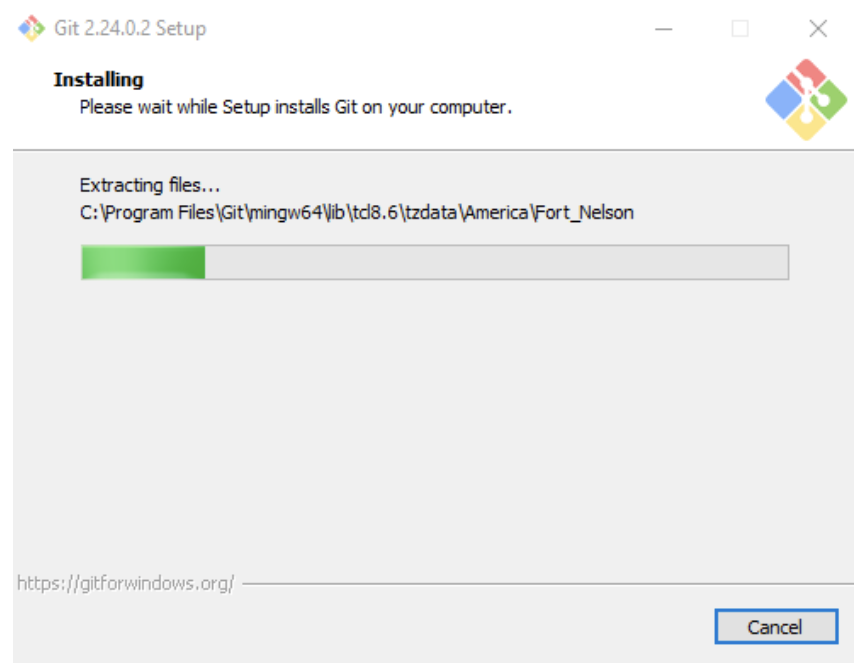 Git 2.24.0.2 Setup
Installing
Please wait while Setup installs Git on your computer.
Extracting files...
C:\Program Files\Git\mingw64\lib\tcl8.6\tzdata\America\Fort_Nelson
https://gitforwindows.org/
Cancel